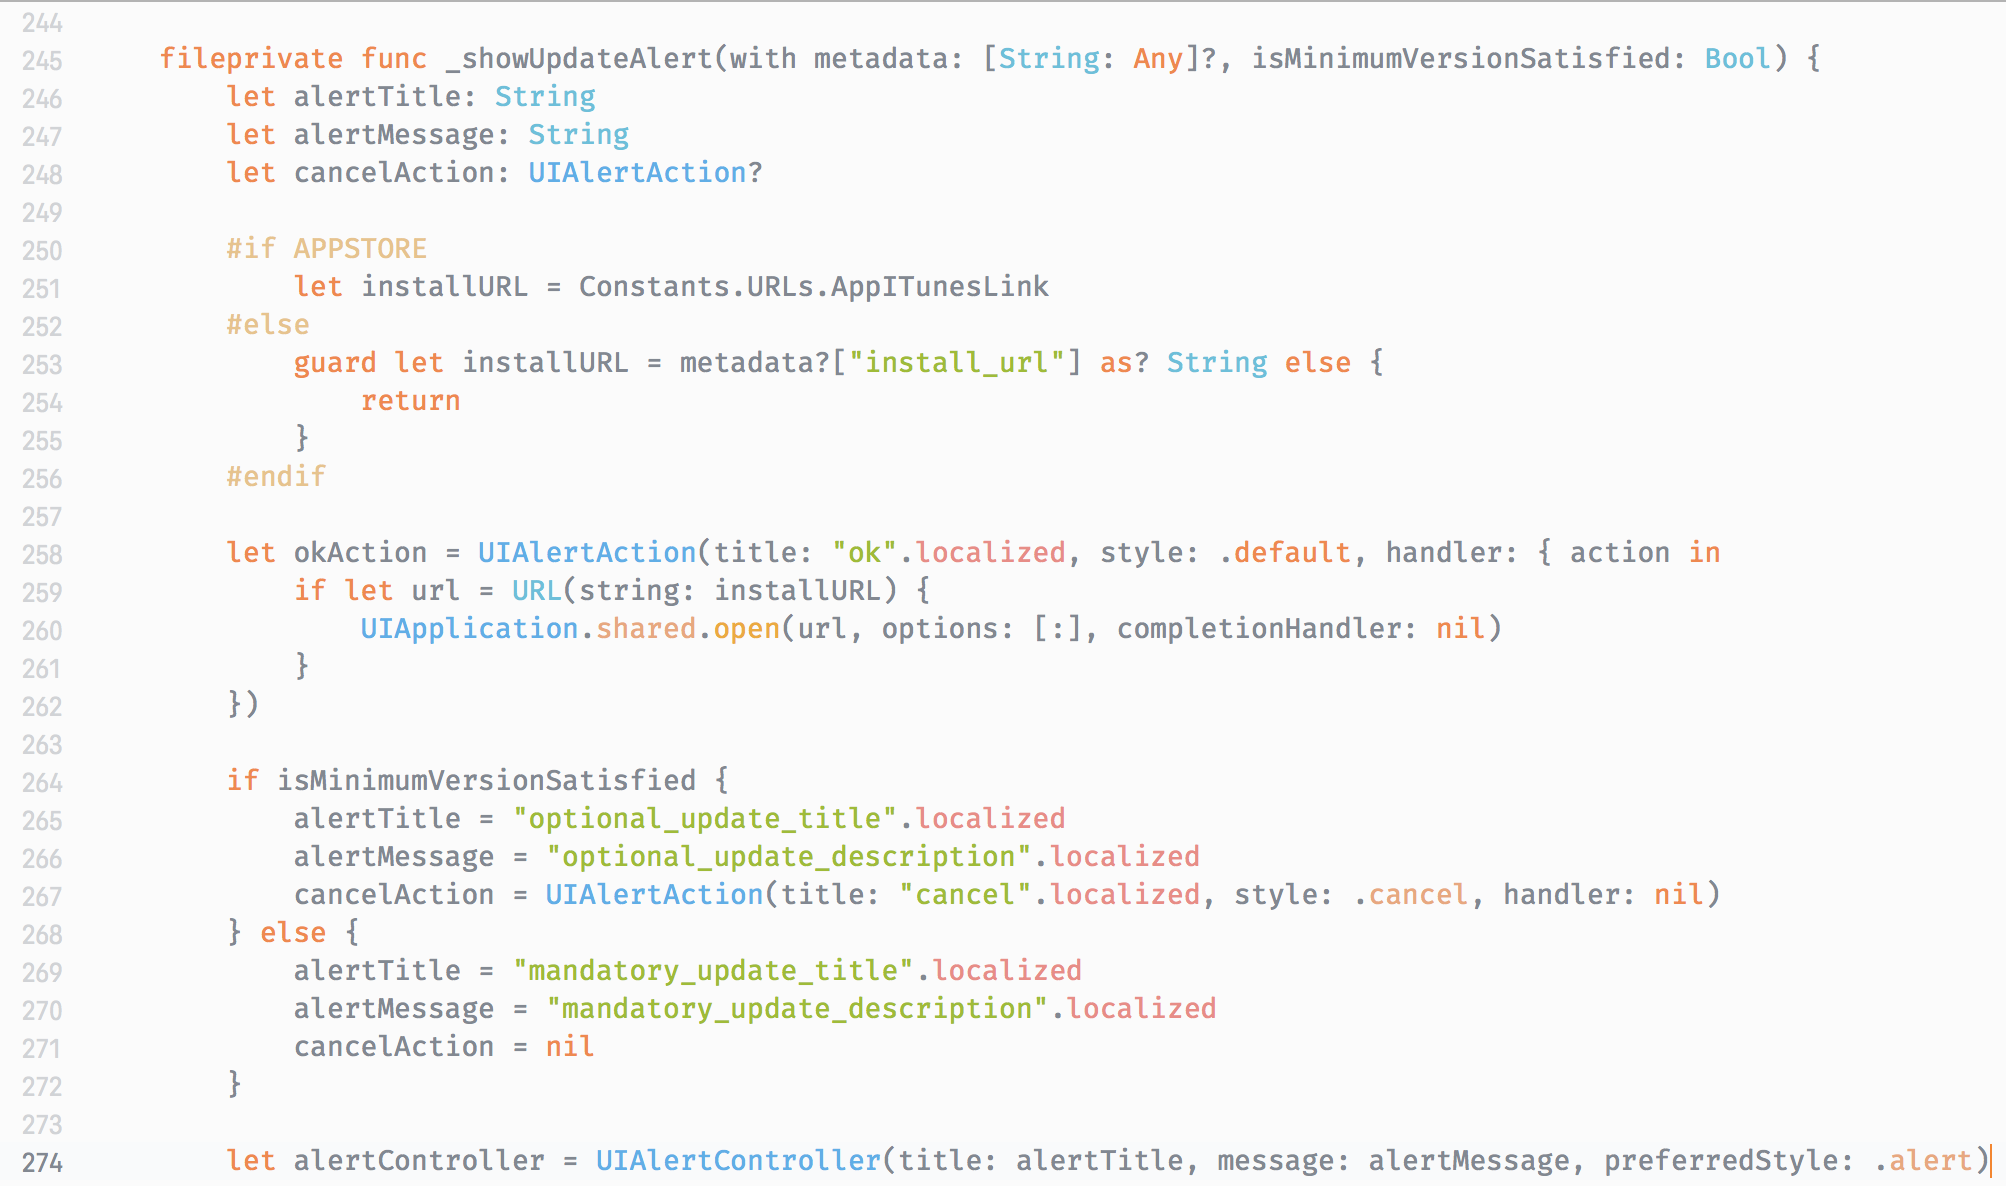 244
245 fileprivate func _showUpdateAlert(with metadata: [String: Any]?, isMinimumVersionSatisfied: Bool) {
246 let alertTitle: String
247 let alertMessage: String
248 let cancelAction: UIAlertAction?
249
250 #if APPSTORE
251 let installURL = Constants.URLs.AppITunesLink
252 #else
253 guard let installURL = metadata?["install_url"] as? String else {
254 return
255 }
256 #endif
257
258 let okAction = UIAlertAction(title: "ok".localized, style: .default, handler: { action in
259 if let url = URL(string: installURL) {
260 UIApplication.shared.open(url, options: [:], completionHandler: nil)
261 }
262 })
263
264 if isMinimumVersionSatisfied {
265 alertTitle = "optional_update_title".localized
266 alertMessage = "optional_update_description".localized
267 cancelAction = UIAlertAction(title: "cancel".localized, style: .cancel, handler: nil)
268 } else {
269 alertTitle = "mandatory_update_title".localized
270 alertMessage = "mandatory_update_description".localized
271 cancelAction = nil
272 }
273
274 let alertController = UIAlertController(title: alertTitle, message: alertMessage, preferredStyle: .alert)